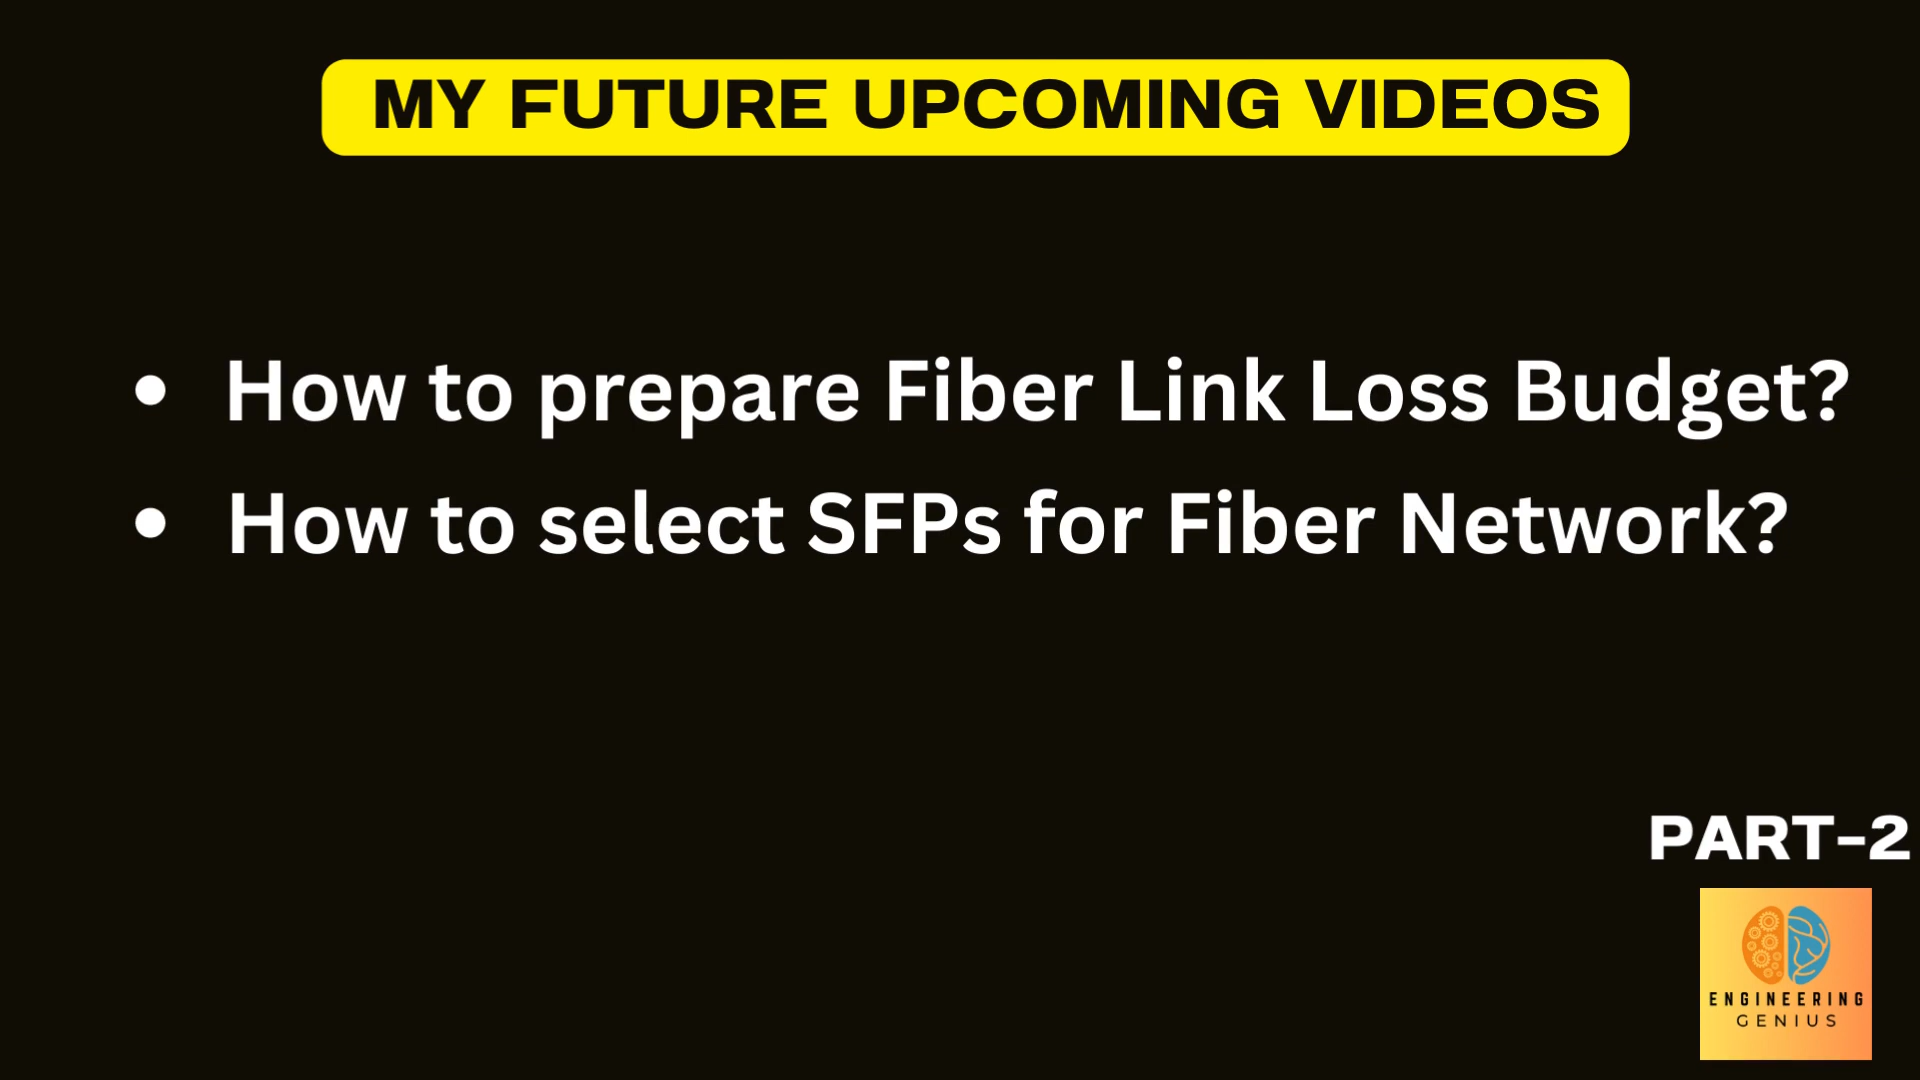 MY FUTURE UPCOMING VIDEOS
• How to prepare Fiber Link Loss Budget?
• How to select SFPs for Fiber Network?
PART-2
ENGINEERING
GENIUS